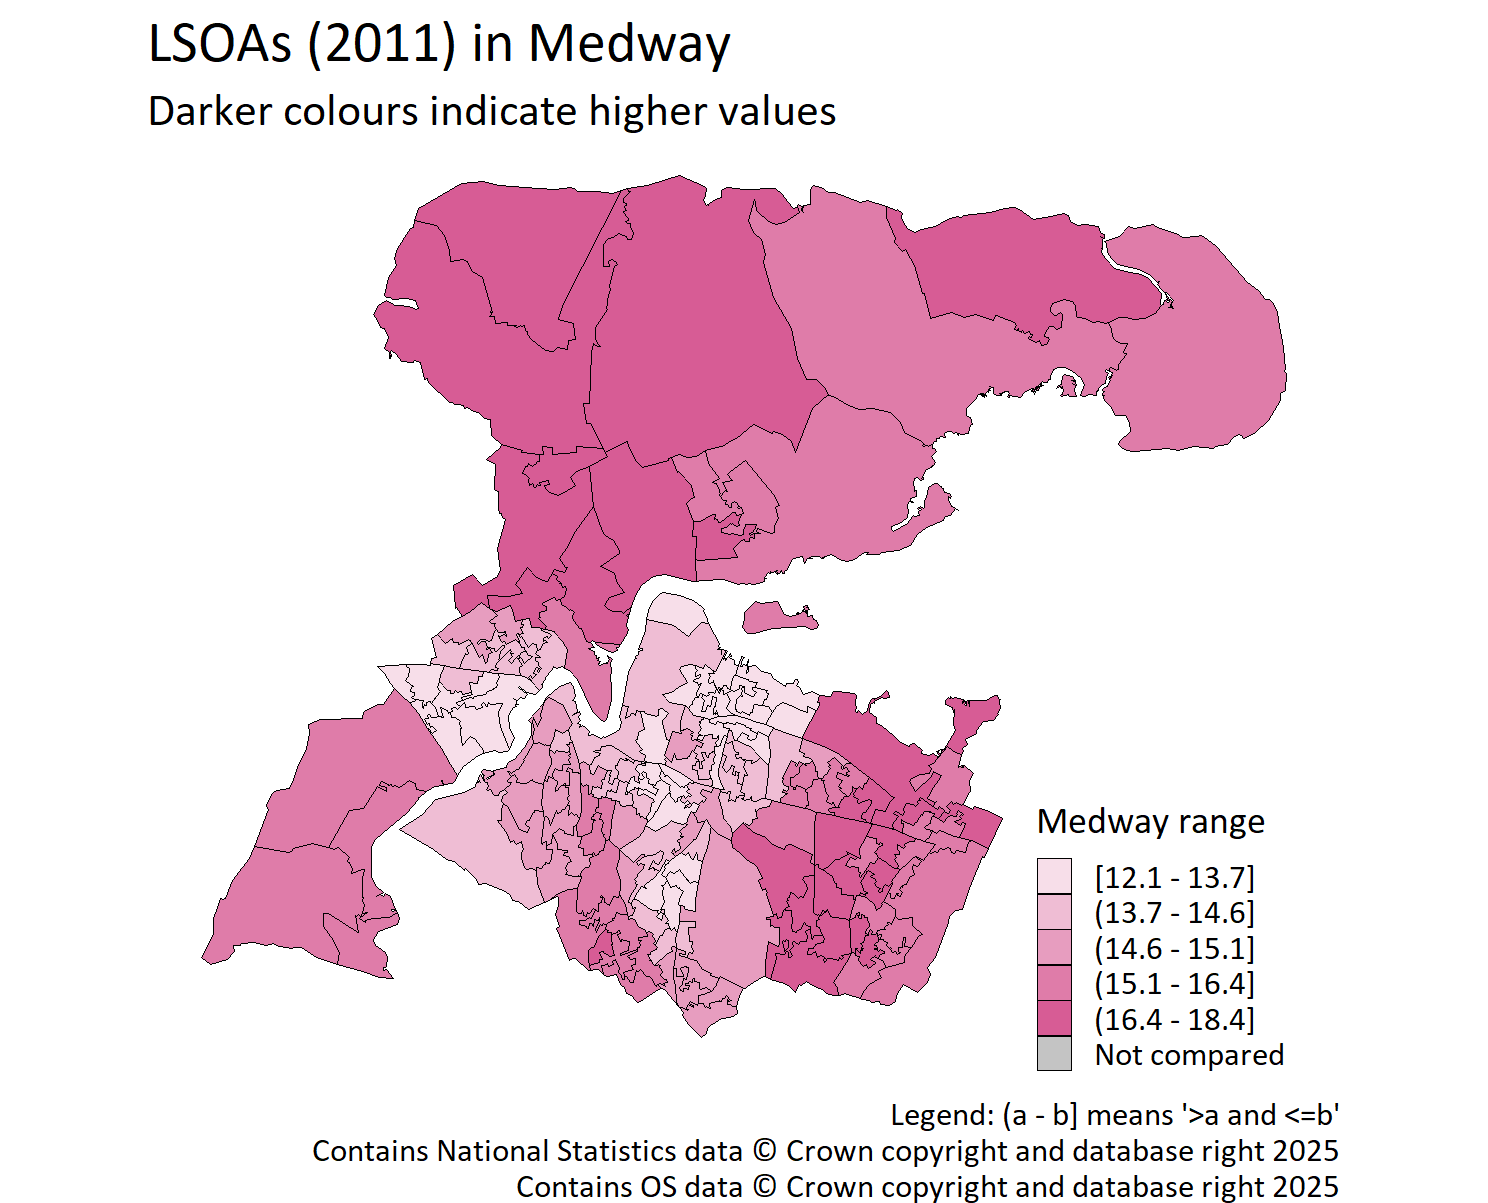 LSOAs (2011) in Medway
Darker colours indicate higher values
Medway range
[12.1 - 13.7]
(13.7 - 14.6]
(14.6 - 15.1]
(15.1 - 16.4]
(16.4 - 18.4]
Not compared
Legend: (a - b] means '>a and <=b'
Contains National Statistics data © Crown copyright and database right 2025
Contains OS data © Crown copyright and database right 2025